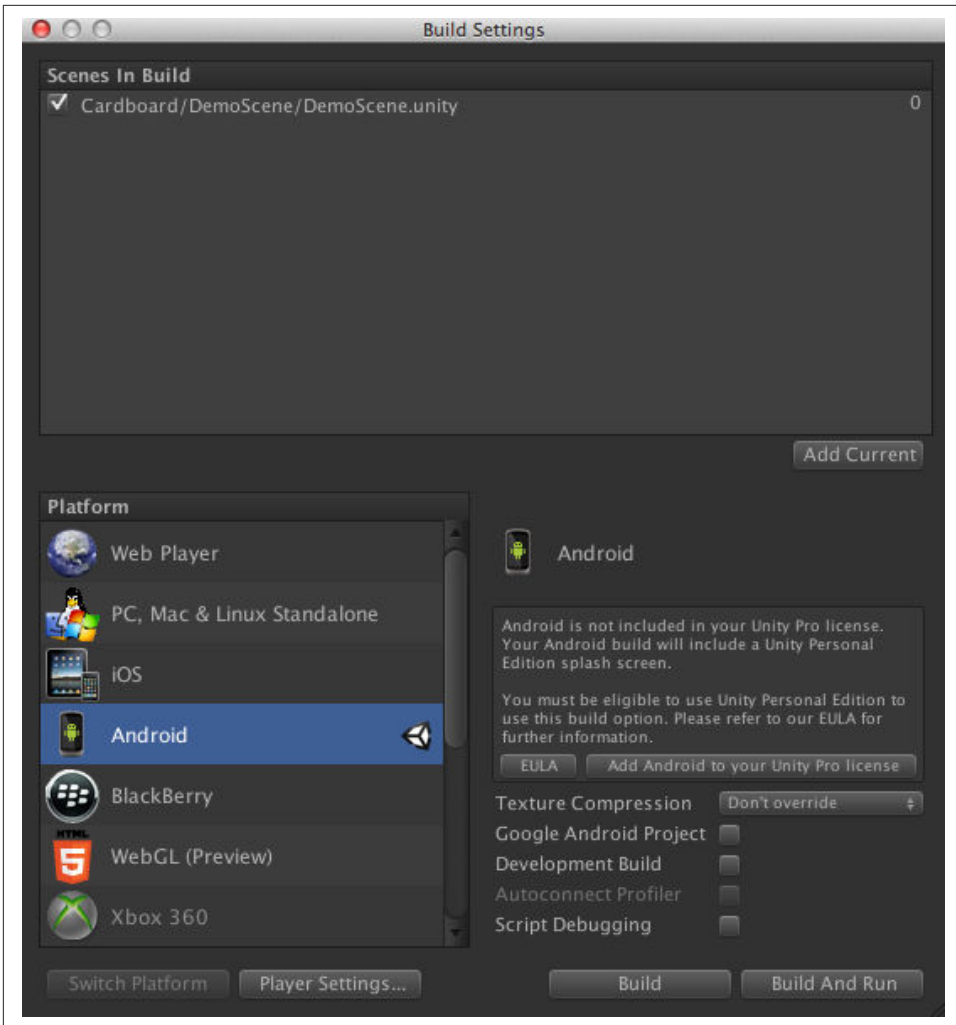 Build Settings
Scenes In Build
Cardboard/DemoScene/DemoScene.unity 0
Add Current
Platform
Web Player
PC, Mac & Linux Standalone
iOS
Android
BlackBerry
HTML
5
WebGL (Preview)
Xbox 360
Android
Android is not included in your Unity Pro license.
Your Android build will include a Unity Personal
Edition splash screen.
You must be eligible to use Unity Personal Edition to
use this build option. Please refer to our EULA for
further information.
EULA Add Android to your Unity Pro license
Texture Compression Don't override
Google Android Project
Development Build
Autoconnect Profiler
Script Debugging
Switch Platform Player Settings... Build Build And Run